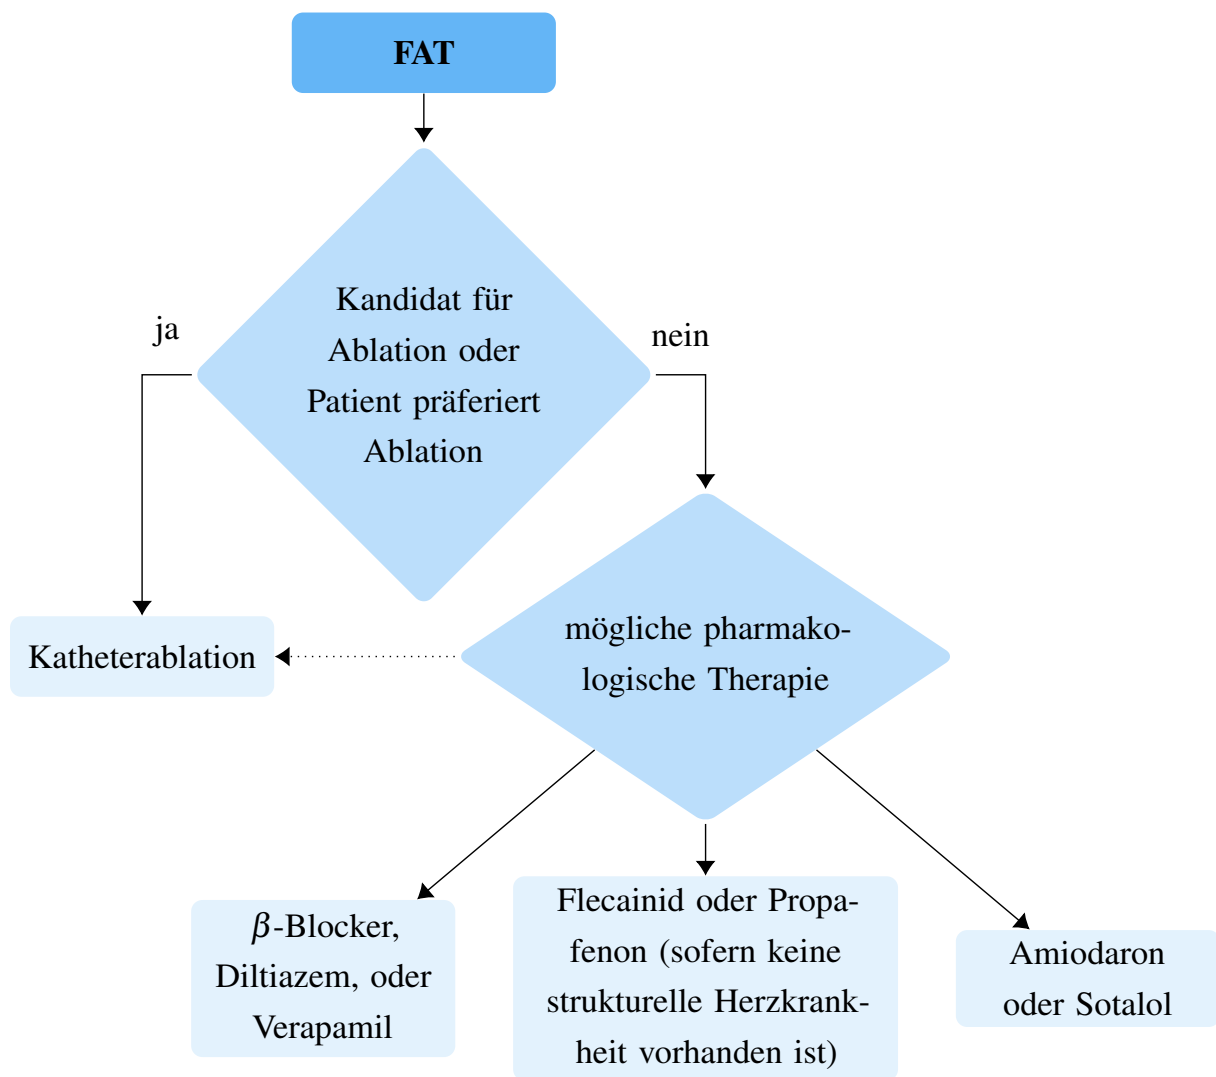 FAT
Kandidat für
Ablation oder
Patient präferiert
Ablation
ja
nein
Katheterablation
mögliche pharmako-
logische Therapie
β-Blocker,
Diltiazem, oder
Verapamil
Flecainid oder Propa-
fenon (sofern keine
strukturelle Herzkrank-
heit vorhanden ist)
Amiodaron
oder Sotalol